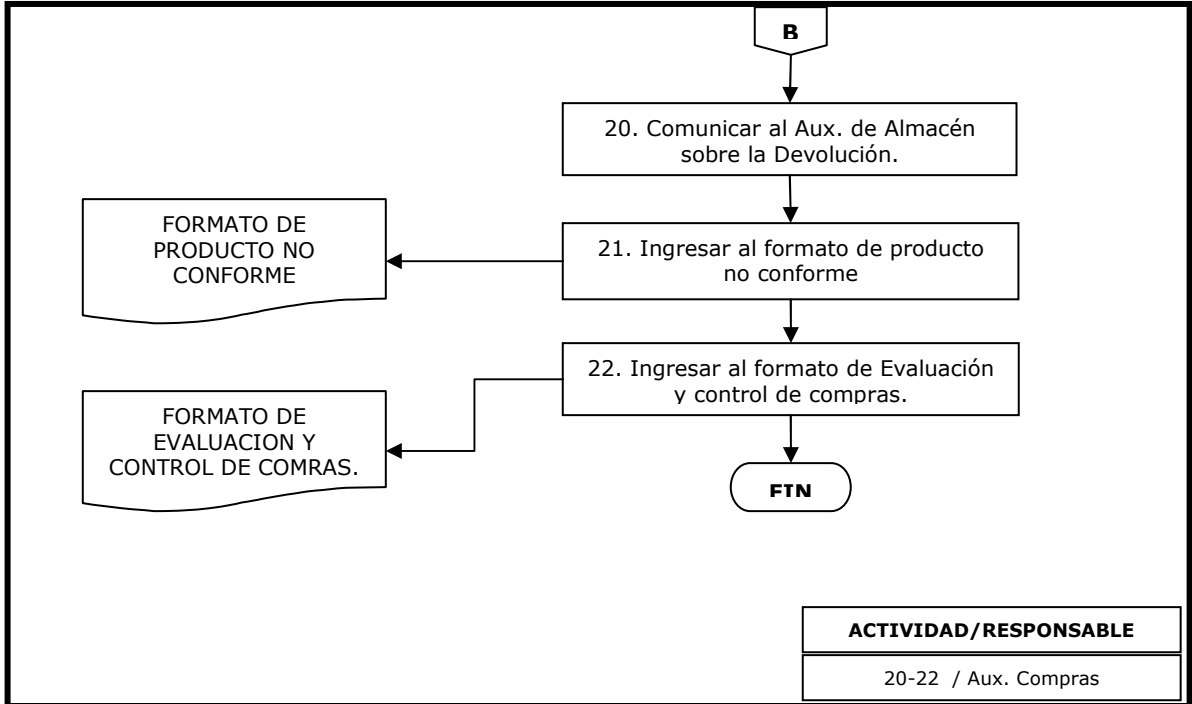 B
20. Comunicar al Aux. de Almacén
sobre la Devolución.
FORMATO DE
PRODUCTO NO
CONFORME
21. Ingresar al formato de producto
no conforme
22. Ingresar al formato de Evaluación
y control de compras.
FORMATO DE
EVALUACION Y
CONTROL DE COMRAS.
FIN
ACTIVIDAD/RESPONSABLE
20-22 / Aux. Compras